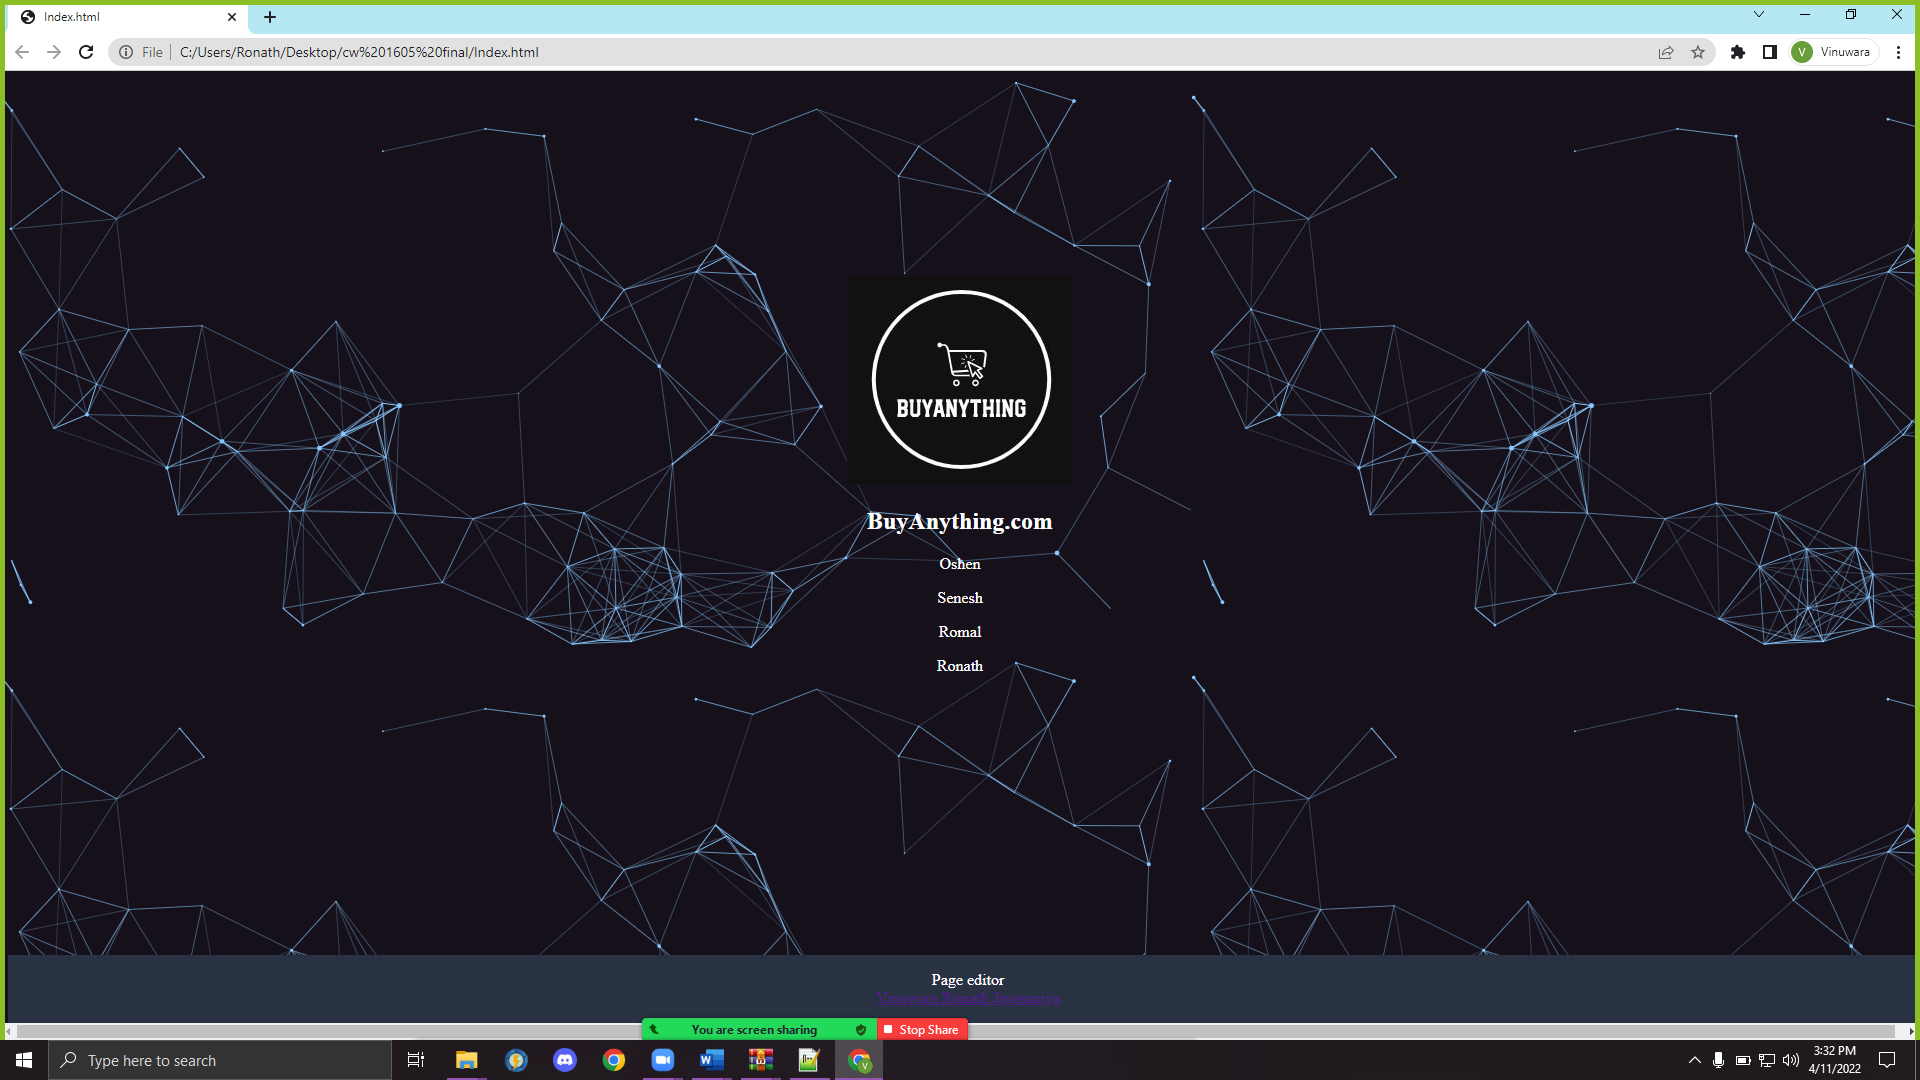 Index.html
File
C:/Users/Ronath/Desktop/cw%201605%20final/Index.html
V
Vinuwara
BUYANYTHING
BuyAnything.com
Oshen
Senesh
Romal
Ronath
Page editor
Vinuwara Ronath Jayasuriya
You are screen sharing
Stop Share
Type here to search
3:32 PM
4/11/2022